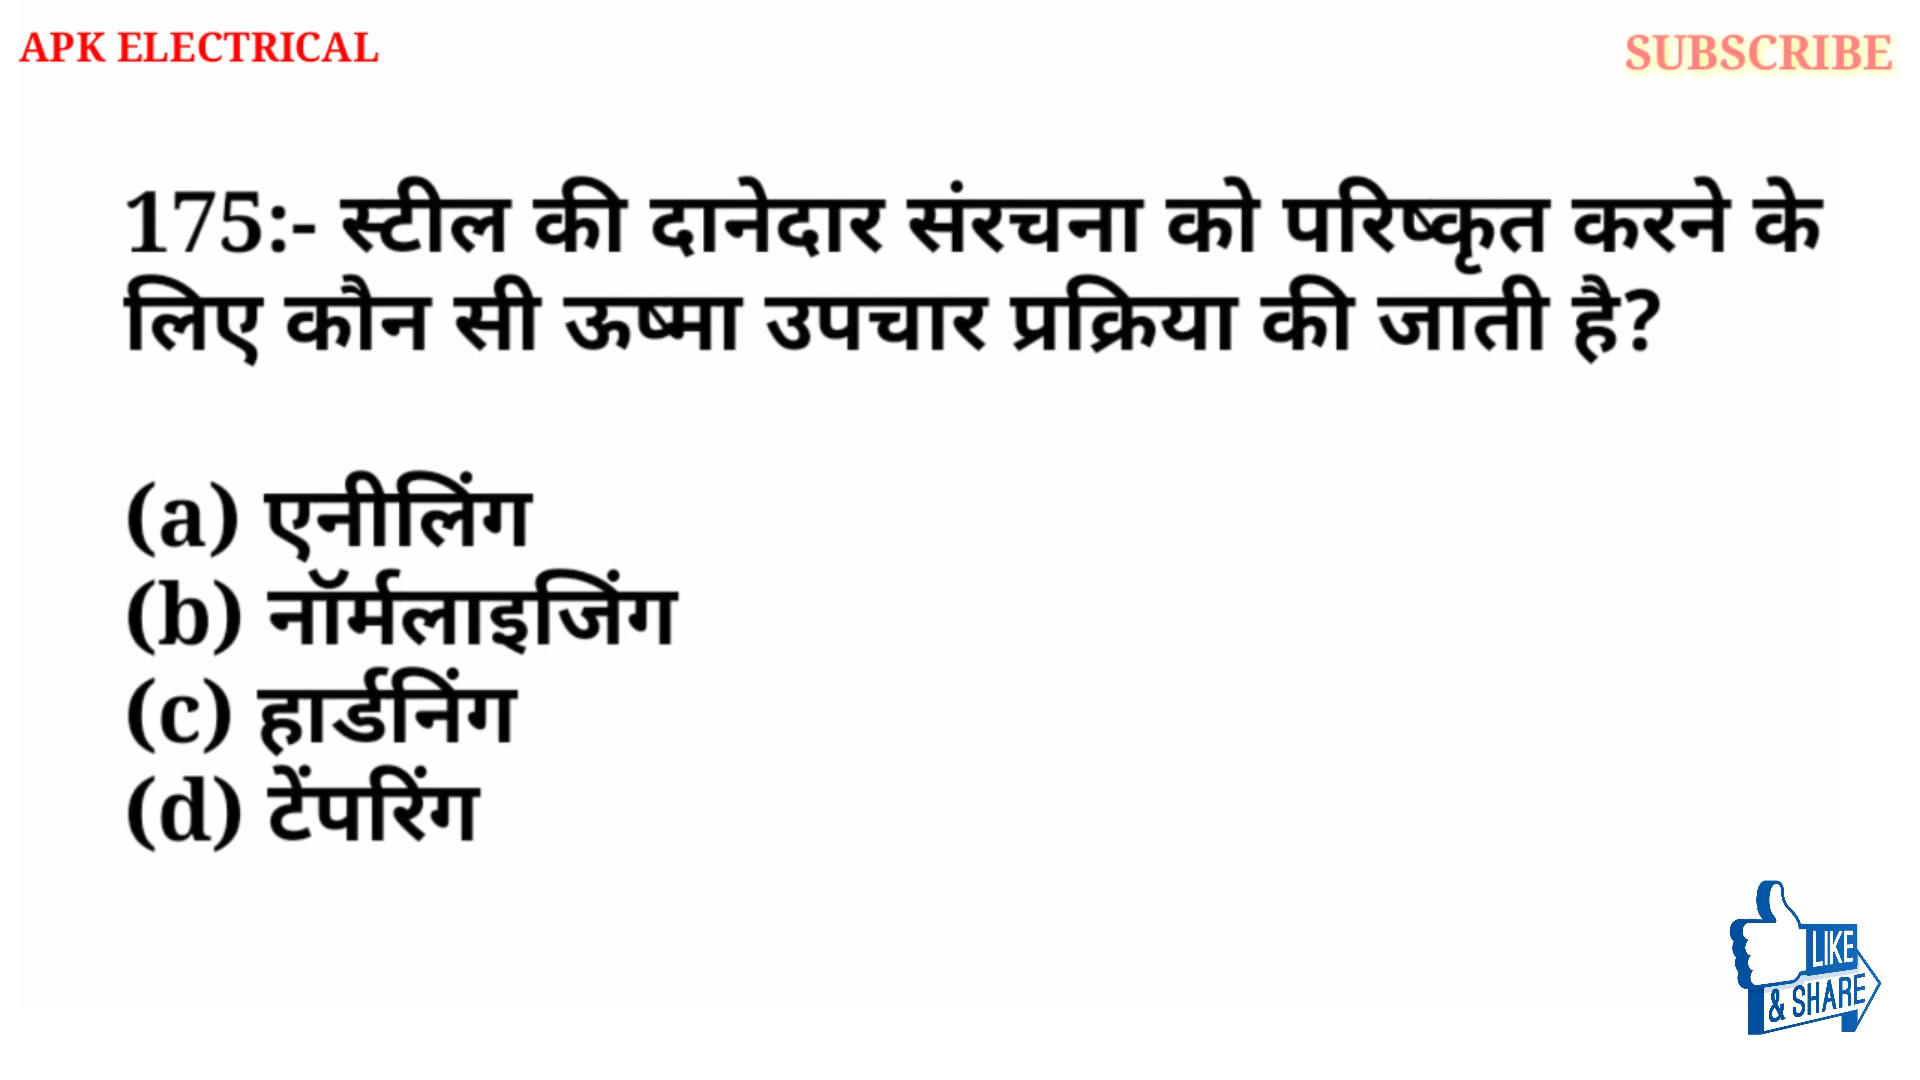 APK ELECTRICAL
SUBSCRIBE
175:- स्टील की दानेदार संरचना को परिष्कृत करने के
लिए कौन सी ऊष्मा उपचार प्रक्रिया की जाती है?
(a) एनीलिंग
(b) नॉर्मलाइजिंग
(c) हार्डनिंग
(d) टेंपरिंग
LIKE
& SHARE